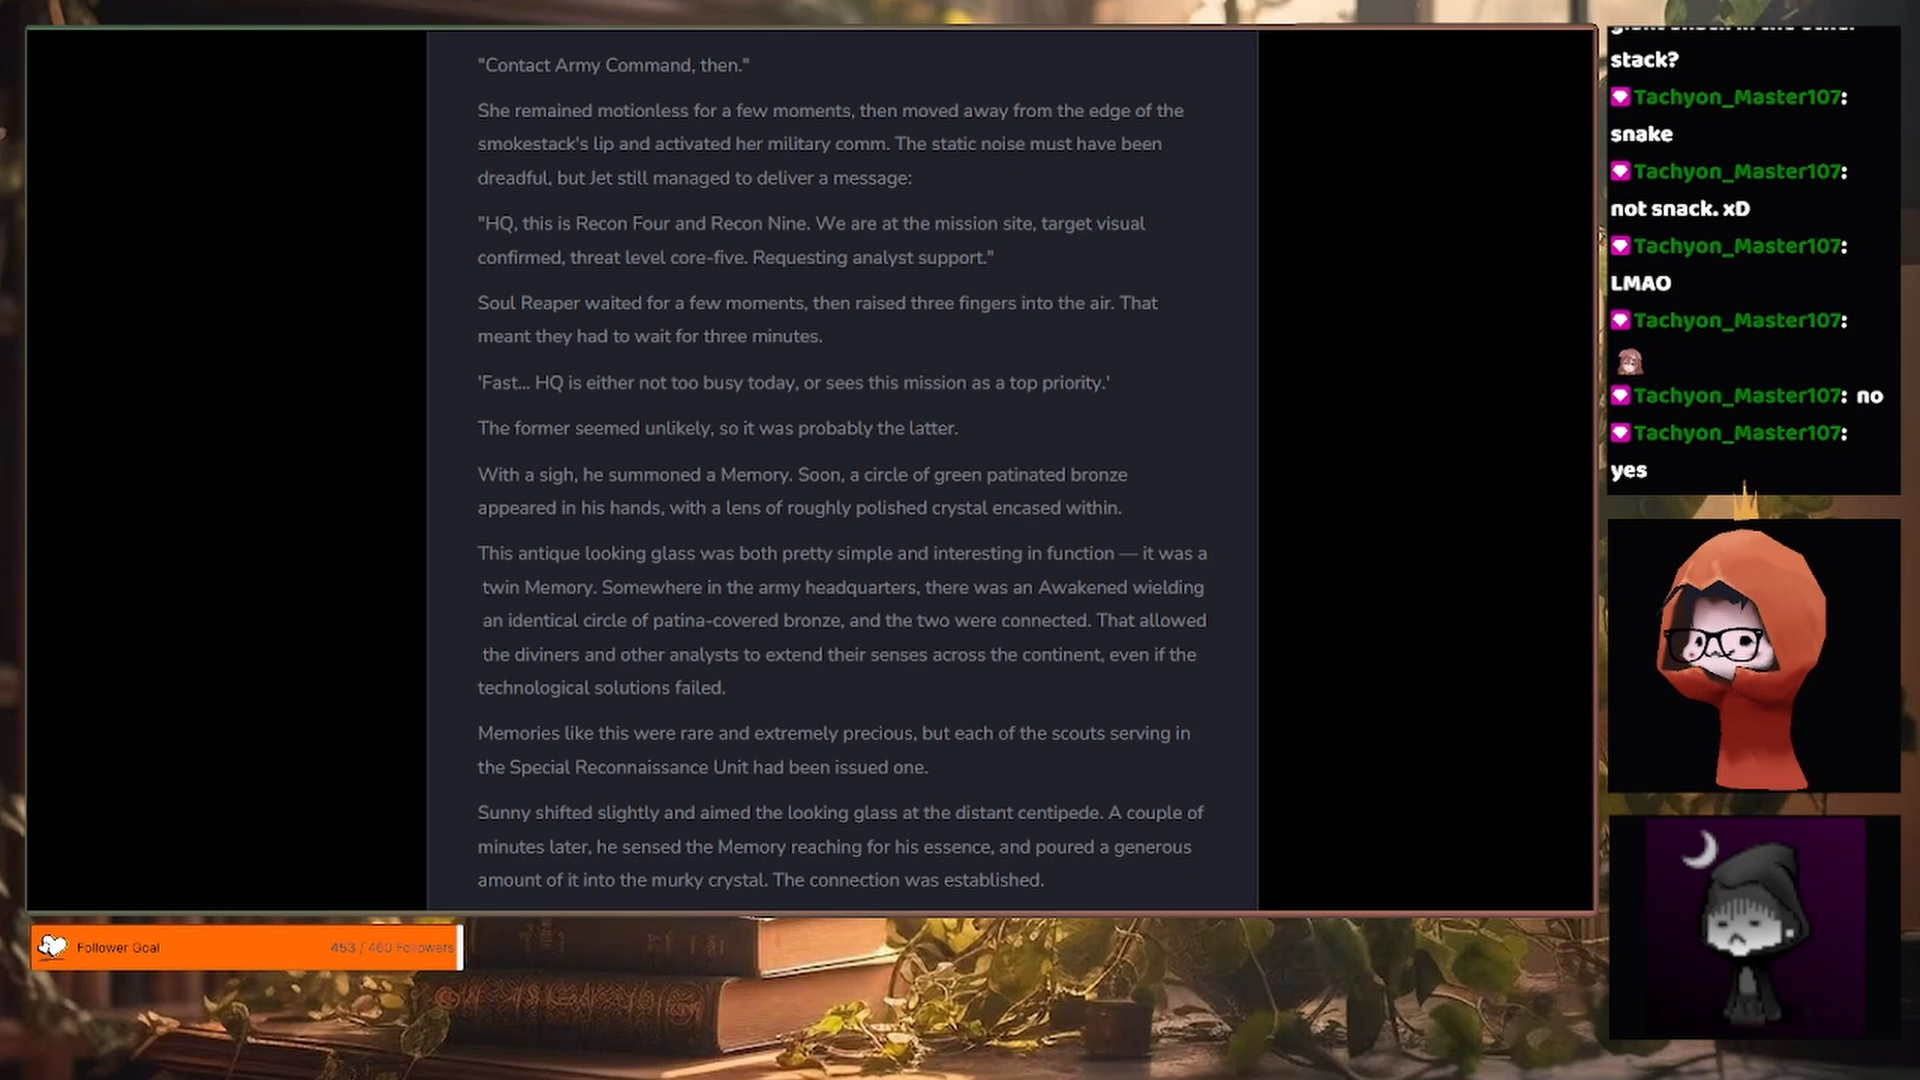 "Contact Army Command, then."
She remained motionless for a few moments, then moved away from the edge of the
smokestack's lip and activated her military comm. The static noise must have been
dreadful, but Jet still managed to deliver a message:
"HQ, this is Recon Four and Recon Nine. We are at the mission site, target visual
confirmed, threat level core-five. Requesting analyst support."
Soul Reaper waited for a few moments, then raised three fingers into the air. That
meant they had to wait for three minutes.
'Fast... HQ is either not too busy today, or sees this mission as a top priority.'
The former seemed unlikely, so it was probably the latter.
With a sigh, he summoned a Memory. Soon, a circle of green patinated bronze
appeared in his hands, with a lens of roughly polished crystal encased within.
This antique looking glass was both pretty simple and interesting in function — it was a
twin Memory. Somewhere in the army headquarters, there was an Awakened wielding
an identical circle of patina-covered bronze, and the two were connected. That allowed
the diviners and other analysts to extend their senses across the continent, even if the
technological solutions failed.
Memories like this were rare and extremely precious, but each of the scouts serving in
the Special Reconnaissance Unit had been issued one.
Sunny shifted slightly and aimed the looking glass at the distant centipede. A couple of
minutes later, he sensed the Memory reaching for his essence, and poured a generous
amount of it into the murky crystal. The connection was established.
stack?
Tachyon_Master107:
snake
Tachyon_Master107:
not snack. xD
Tachyon_Master107:
LMAO
Tachyon_Master107:
Tachyon_Master107: no
Tachyon_Master107:
yes
Follower Goal 453 / 460 Followers